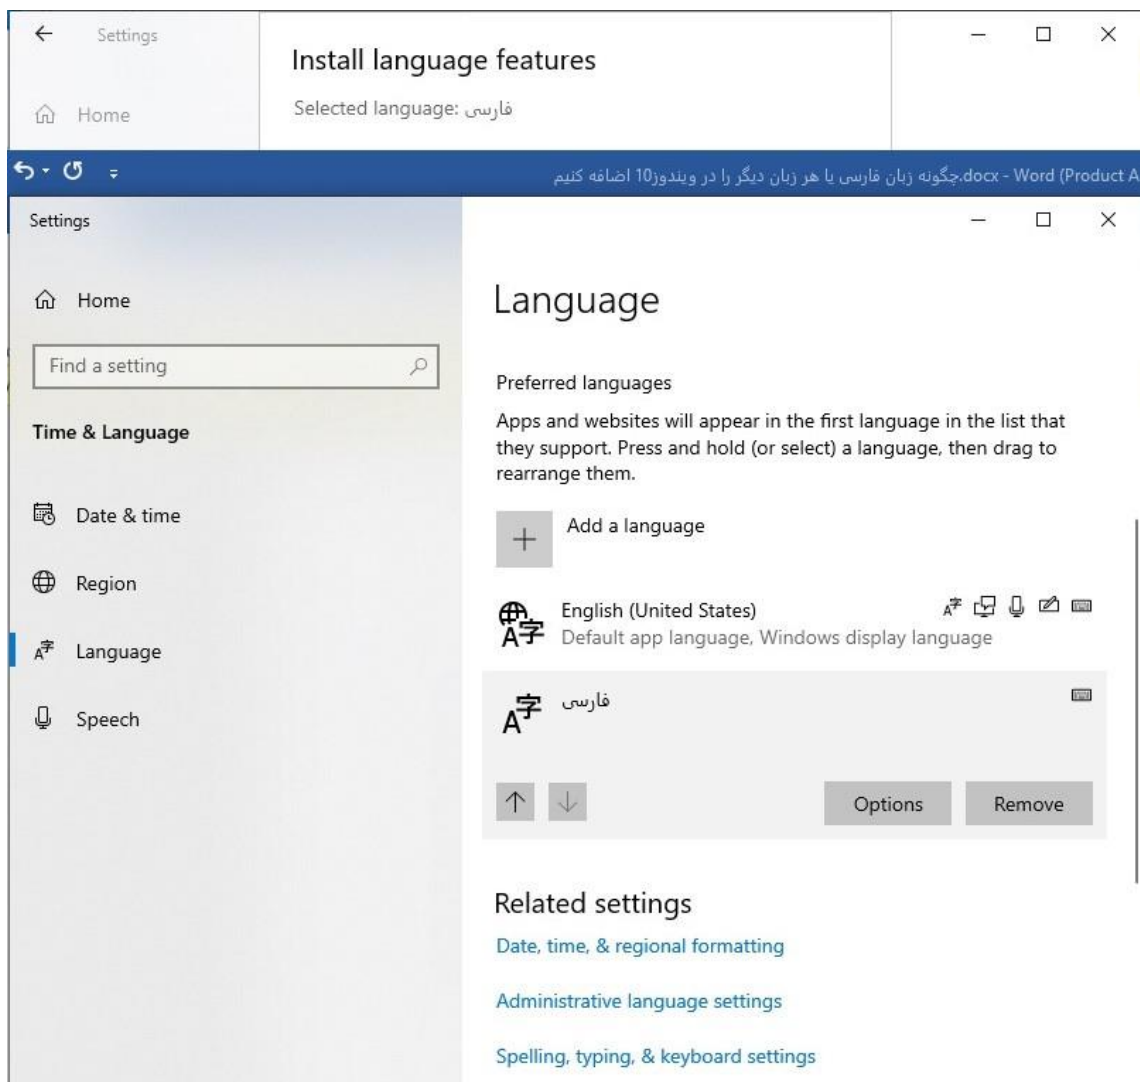 Settings
Install language features
Home
Selected language: فارسی
چگونه زبان فارسی یا هر زبان دیگر را در ویندوز10 اضافه کنیم.docx - Word (Product A
Settings
Home
Language
Find a setting
Preferred languages
Apps and websites will appear in the first language in the list that
they support. Press and hold (or select) a language, then drag to
rearrange them.
Time & Language
Date & time
Region
Language
Speech
Add a language
English (United States)
Default app language, Windows display language
فارسی
Options
Remove
Related settings
Date, time, & regional formatting
Administrative language settings
Spelling, typing, & keyboard settings